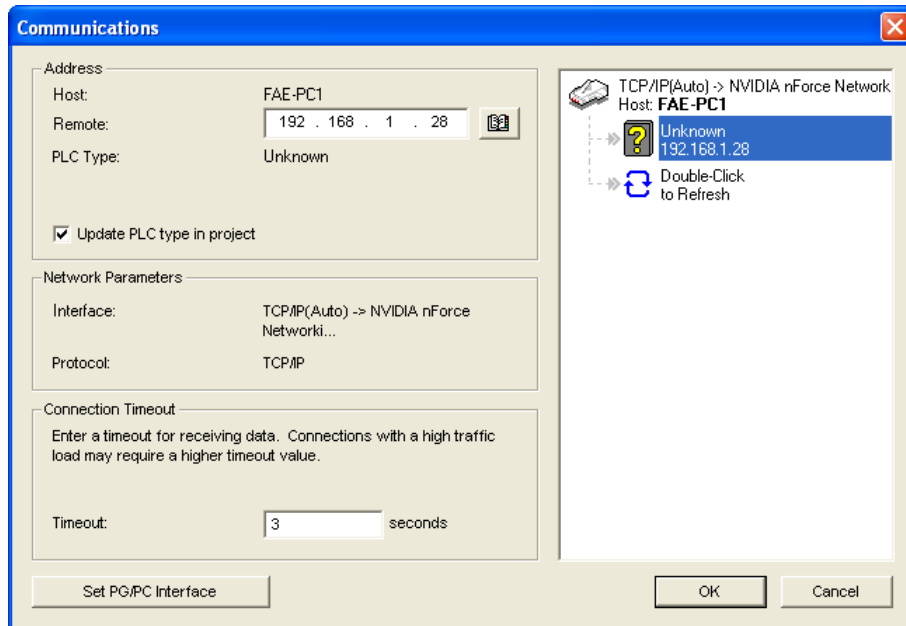 Communications
Address
Host: FAE-PC1
Remote: 192 . 168 . 1 . 28
PLC Type: Unknown
Update PLC type in project
Network Parameters
Interface: TCP/IP(Auto) -> NVIDIA nForce
Networki...
Protocol: TCP/IP
Connection Timeout
Enter a timeout for receiving data. Connections with a high traffic
load may require a higher timeout value.
Timeout: 3 seconds
Set PG/PC Interface
TCP/IP(Auto) -> NVIDIA nForce Network
Host: FAE-PC1
Unknown
192.168.1.28
Double-Click
to Refresh
OK
Cancel